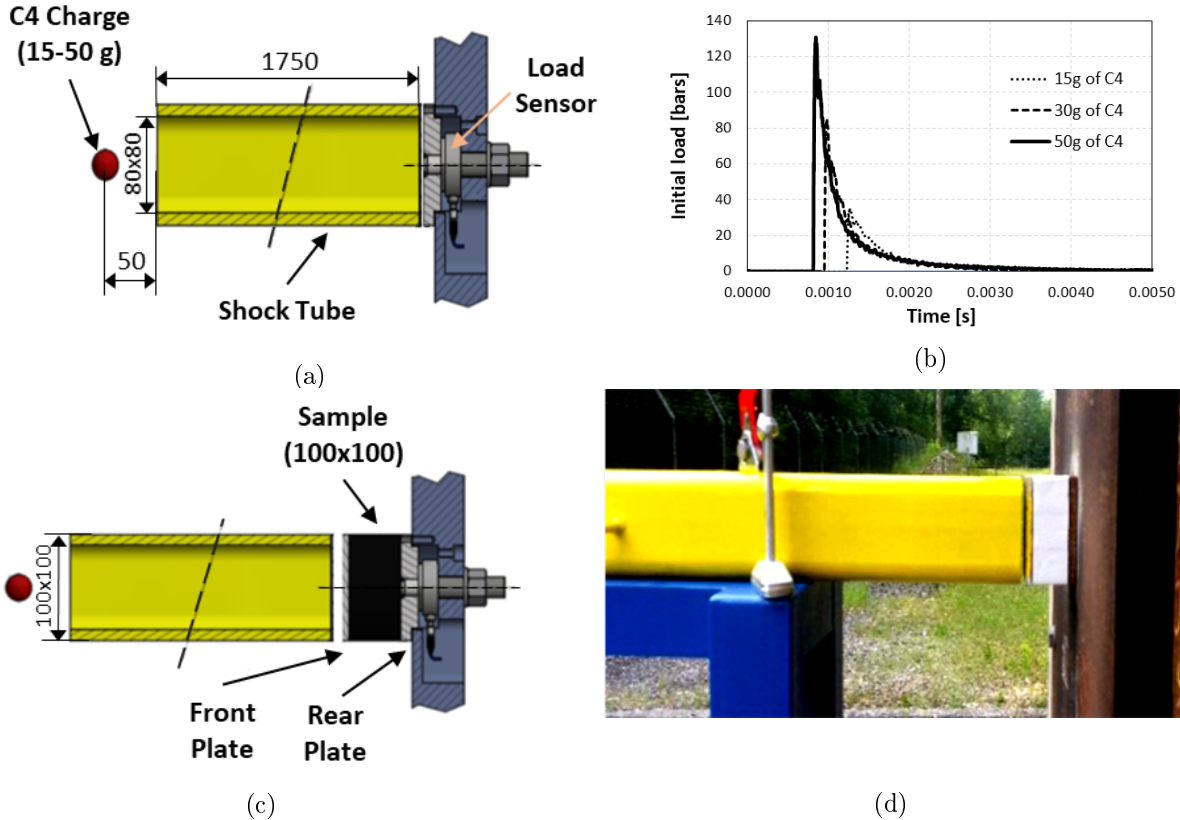 C4 Charge
(15-50 g)
1750
Load
Sensor
80x80
50
Shock Tube
(a)
Initial load [bars]
140
120
100
80
60
40
20
0
15g of C4
30g of C4
50g of C4
0.0000 0.0010 0.0020 0.0030 0.0040 0.0050
Time [s]
(b)
Sample
(100x100)
100x100
Front
Plate
Rear
Plate
(c)
(d)